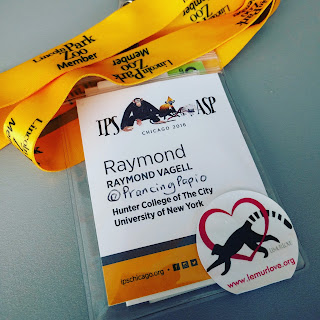 Lincoln Park
Zoo
Member
Lincoln Park
Zoo
Member
IPS ASP
CHICAGO 2016
Raymond
RAYMOND VAGELL
@PrancingPapio
Hunter College of The City
University of New York
ipschicago.org
www.lemurlove.org